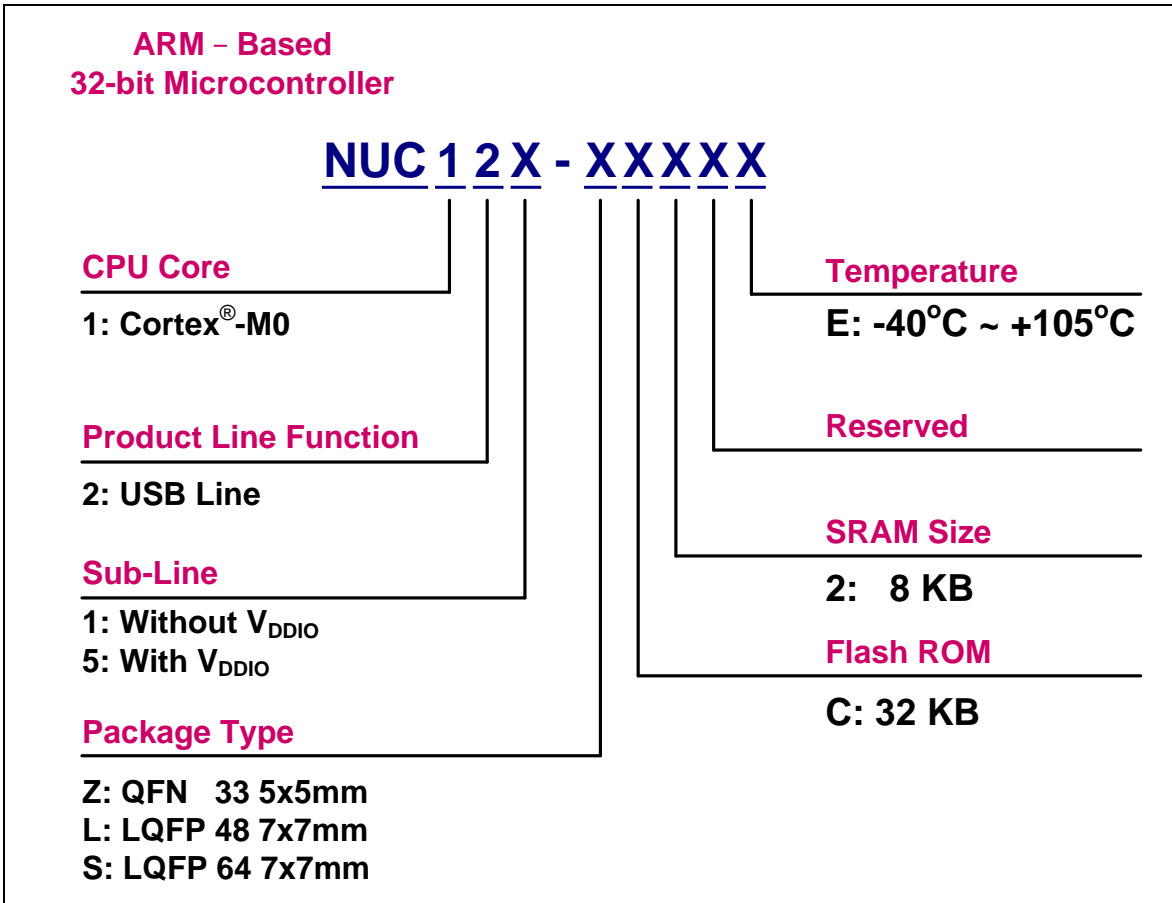 ARM – Based
32-bit Microcontroller
NUC 1 2 X - X X X X X
CPU Core
1: Cortex®-M0
Product Line Function
2: USB Line
Sub-Line
1: Without VDDIO
5: With VDDIO
Package Type
Z: QFN 33 5x5mm
L: LQFP 48 7x7mm
S: LQFP 64 7x7mm
Temperature
E: -40°C ~ +105°C
Reserved
SRAM Size
2: 8 KB
Flash ROM
C: 32 KB